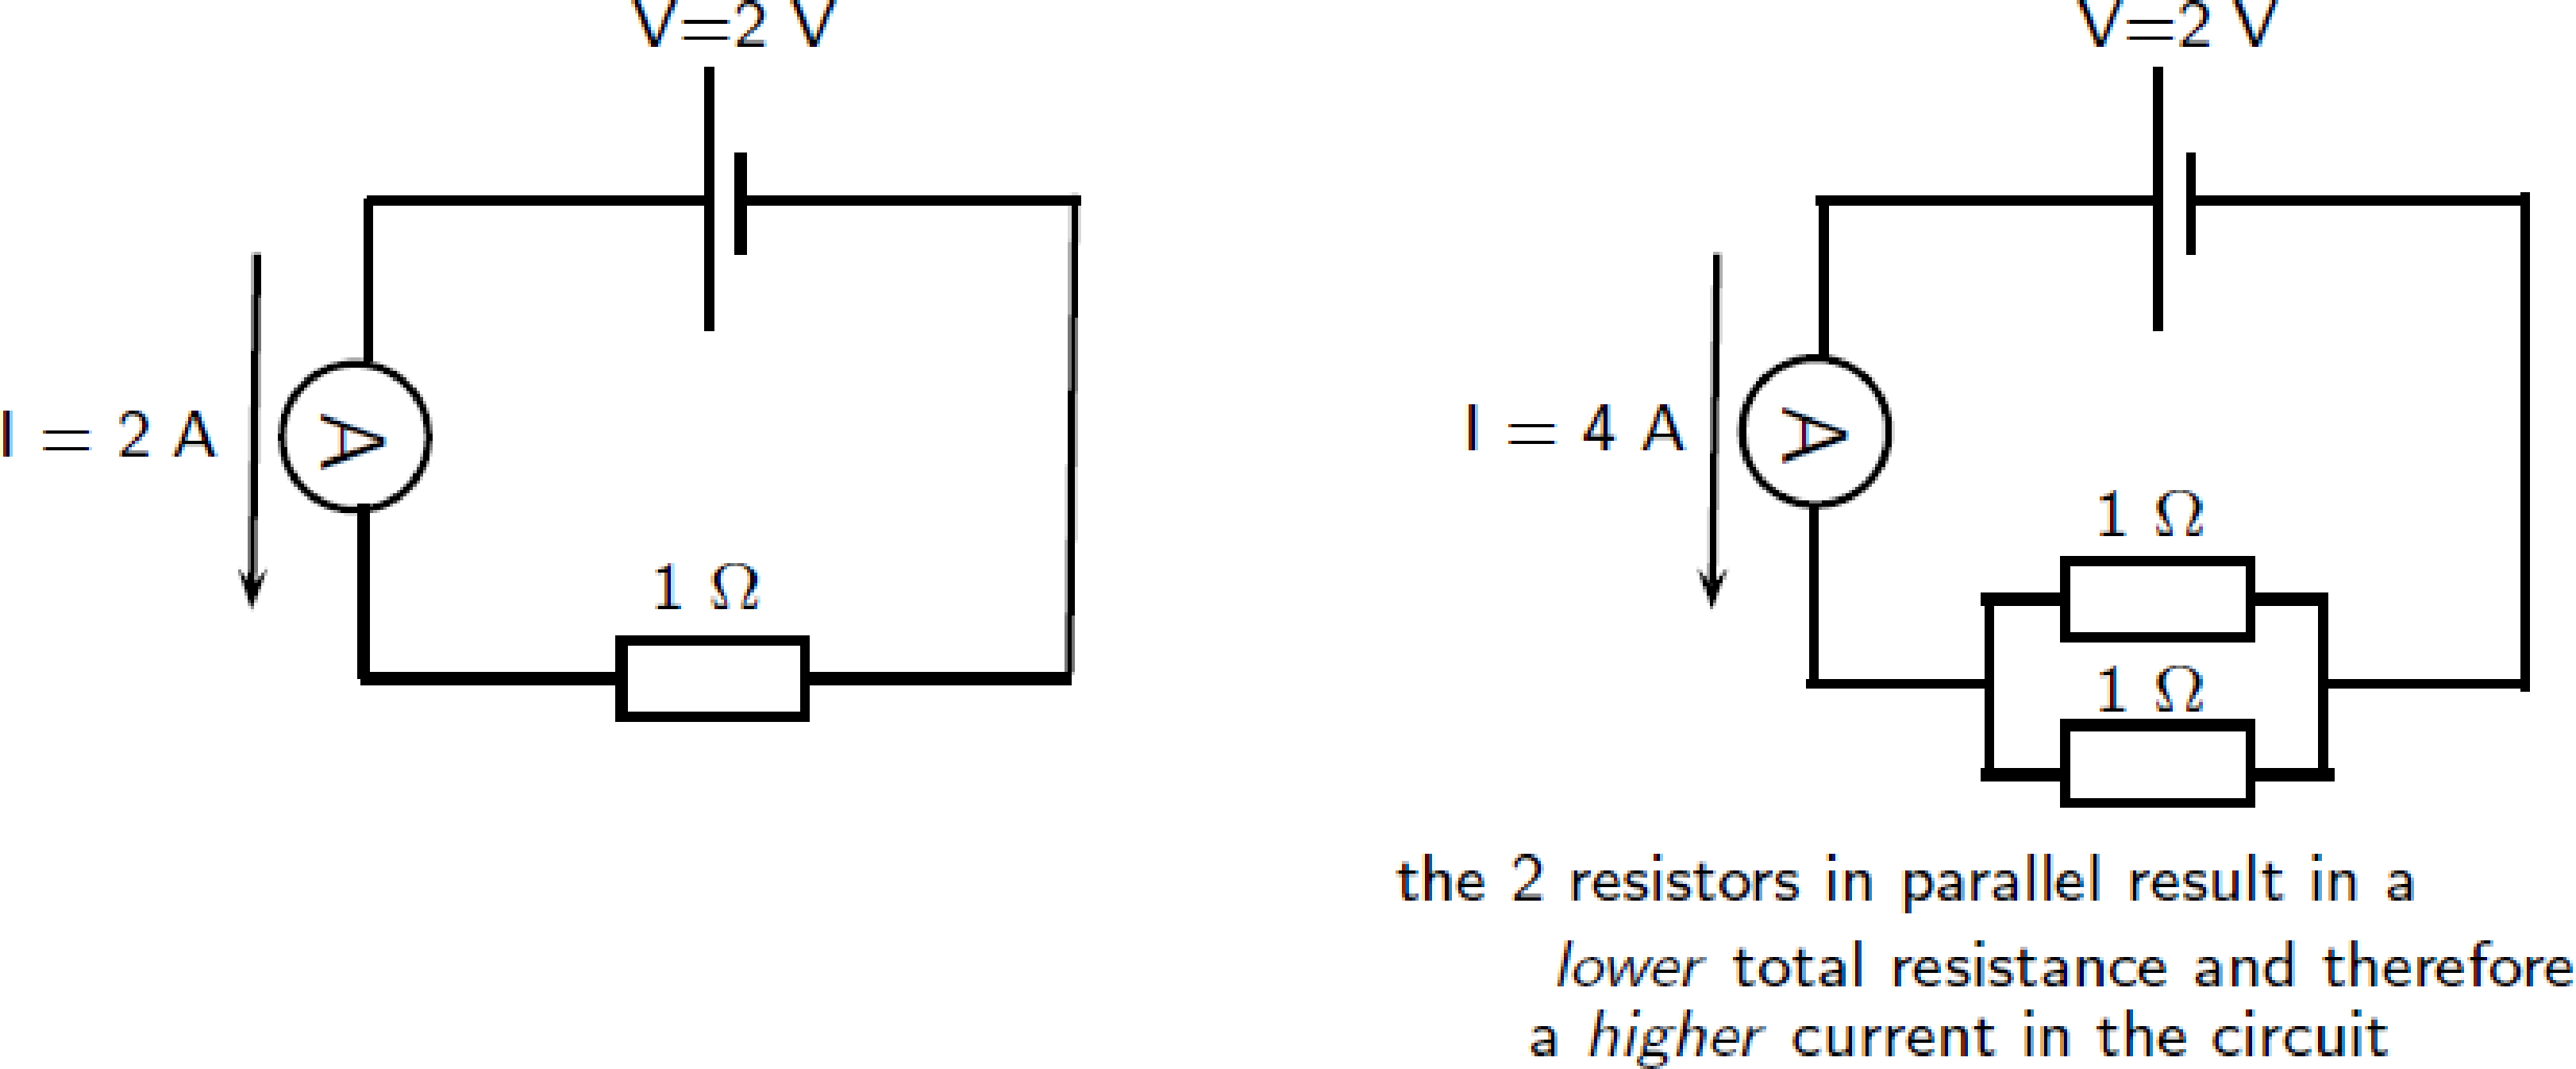 V=2 V
I = 2 A
A
1 Ω
V=2 V
I = 4 A
A
1 Ω
1 Ω
the 2 resistors in parallel result in a
lower total resistance and therefore
a higher current in the circuit